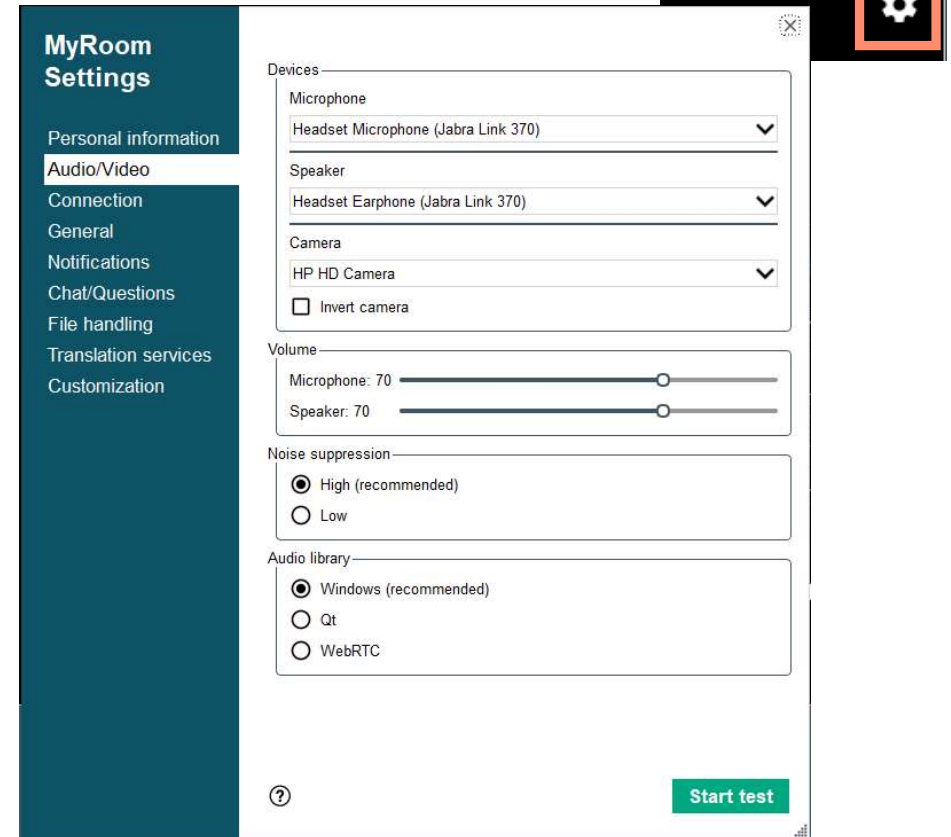 MyRoom
Settings
Personal information
Audio/Video
Connection
General
Notifications
Chat/Questions
File handling
Translation services
Customization
Devices
Microphone
Headset Microphone (Jabra Link 370)
Speaker
Headset Earphone (Jabra Link 370)
Camera
HP HD Camera
Invert camera
Volume
Microphone: 70
Speaker: 70
Noise suppression
High (recommended)
Low
Audio library
Windows (recommended)
Qt
WebRTC
?
Start test